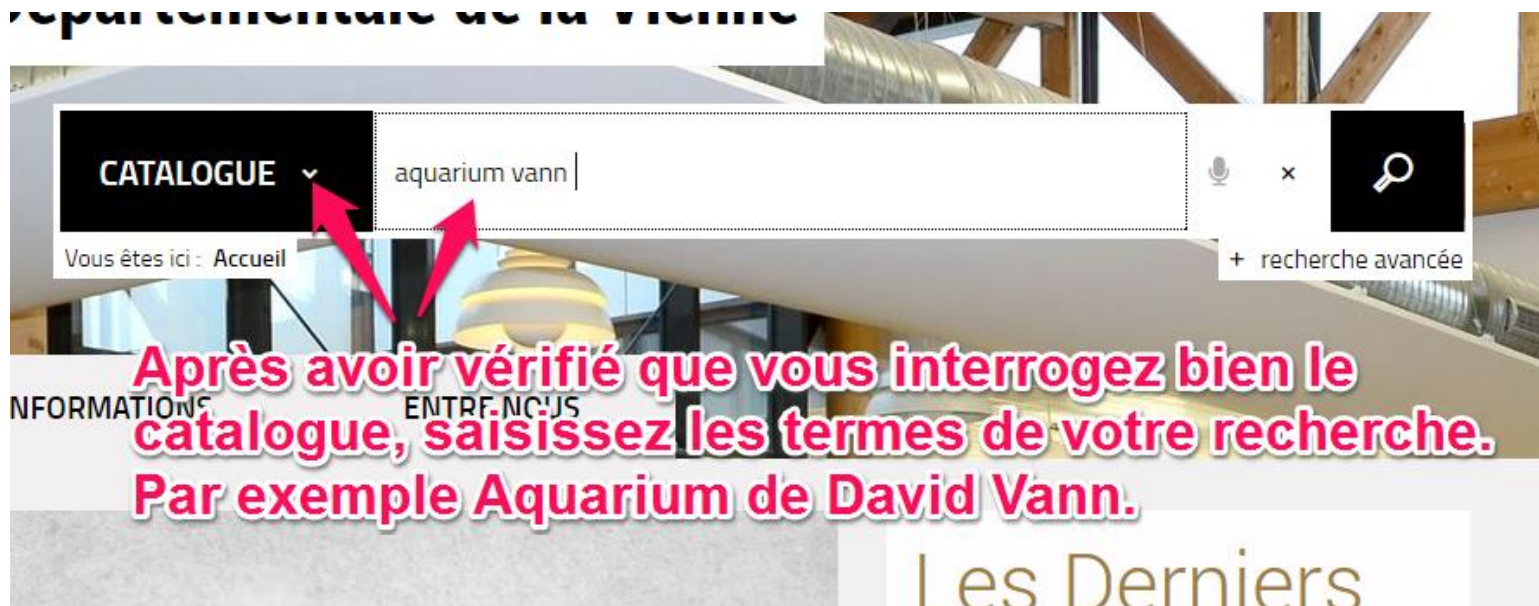 Départementale de la Vienne
CATALOGUE
aquarium vann
×
Vous êtes ici : Accueil
+ recherche avancée
Après avoir vérifié que vous interrogez bien le
NFORMATIONS
ENTRE NOUS
catalogue, saisissez les termes de votre recherche.
Par exemple Aquarium de David Vann.
Les Derniers